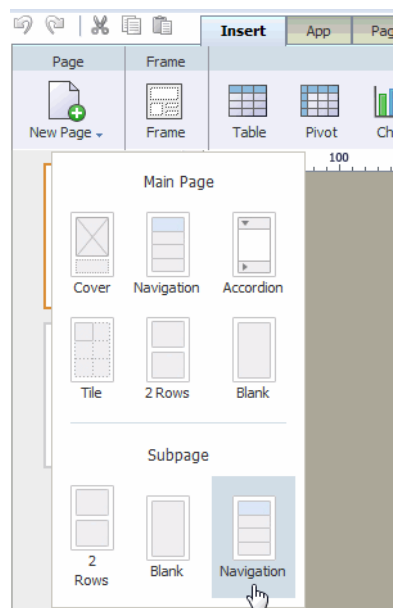 Insert App Pag
Page Frame
New Page Frame Table Pivot Ch
100
Main Page
Cover Navigation Accordion
Tile 2 Rows Blank
Subpage
2
Rows Blank Navigation